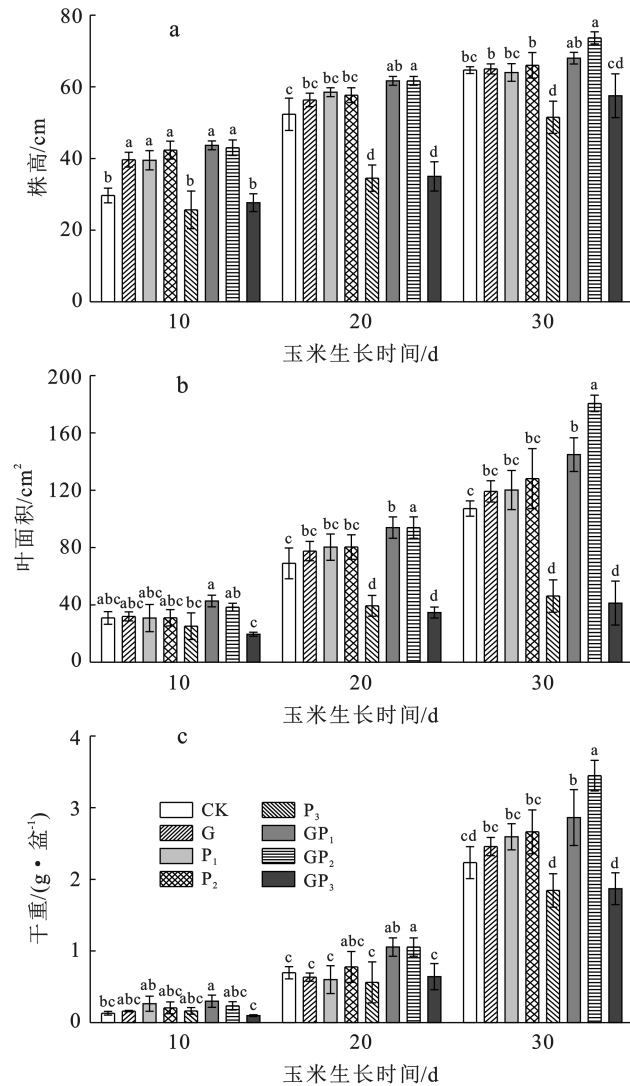 a
株高/cm
80
60
40
20
0
b a a a b a a b
c bc bc bc d ab a d
bc b bc b d ab a cd
10 20 30
玉米生长时间/d
b
叶面积/cm²
200
160
120
80
40
0
abc abc abc abc bc a ab c
c bc bc bc d b a d
c bc bc bc d b a d
10 20 30
玉米生长时间/d
c
干重/(g·盆⁻¹)
4
3
2
1
0
CK
G
P₁
P₂
P₃
GP₁
GP₂
GP₃
bc abc ab abc abc a abc c
c c c abc c ab a c
cd bc bc bc d b a d
10 20 30
玉米生长时间/d